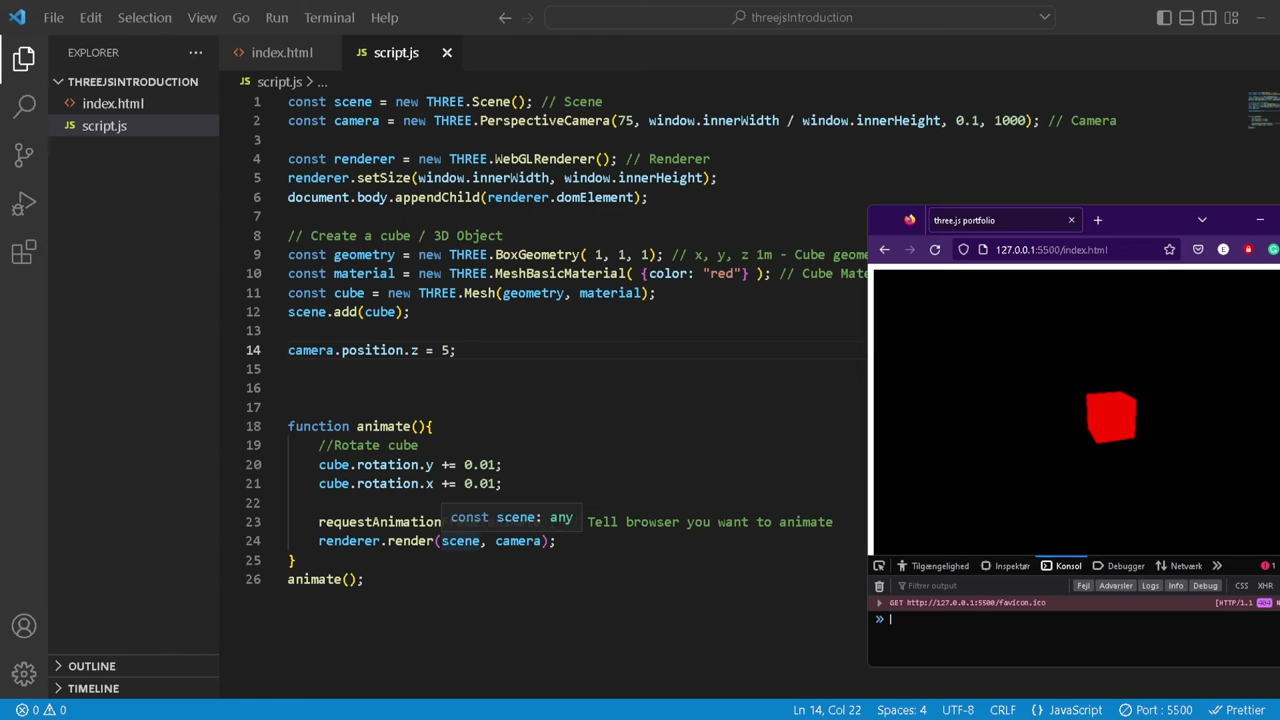 File Edit Selection View Go Run Terminal Help
threejsIntroduction
EXPLORER
THREEJSINTRODUCTION
index.html
JS script.js
OUTLINE
TIMELINE
index.html
JS script.js
script.js > ...
1 const scene = new THREE.Scene(); // Scene
2 const camera = new THREE.PerspectiveCamera(75, window.innerWidth / window.innerHeight, 0.1, 1000); // Camera
3
4 const renderer = new THREE.WebGLRenderer(); // Renderer
5 renderer.setSize(window.innerWidth, window.innerHeight);
6 document.body.appendChild(renderer.domElement);
7
8 // Create a cube / 3D Object
9 const geometry = new THREE.BoxGeometry( 1, 1, 1); // x, y, z 1m - Cube geom
10 const material = new THREE.MeshBasicMaterial( {color: "red"} ); // Cube Mate
11 const cube = new THREE.Mesh(geometry, material);
12 scene.add(cube);
13
14 camera.position.z = 5;
15
16
17
18 function animate(){
19 //Rotate cube
20 cube.rotation.y += 0.01;
21 cube.rotation.x += 0.01;
22
const scene: any
23 requestAnimation Tell browser you want to animate
24 renderer.render(scene, camera);
25 }
26 animate();
three.js portfolio
127.0.0.1:5500/index.html
Tilgængelighed Inspektør Konsol Debugger Netværk 1
Filtrer output Fejl Advarsler Logs Info Debug CSS XHR
GET http://127.0.0.1:5500/favicon.ico [HTTP/1.1 404
0 0 Ln 14, Col 22 Spaces: 4 UTF-8 CRLF {} JavaScript Port : 5500 Prettier